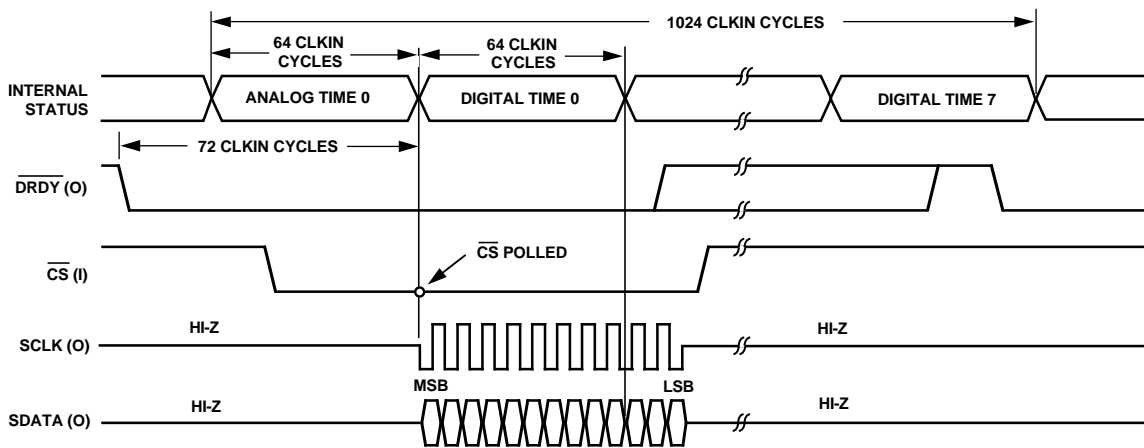 1024 CLKIN CYCLES
64 CLKIN
CYCLES
64 CLKIN
CYCLES
INTERNAL
STATUS
ANALOG TIME 0
DIGITAL TIME 0
DIGITAL TIME 7
72 CLKIN CYCLES
DRDY (O)
CS POLLED
CS (I)
HI-Z
HI-Z
SCLK (O)
MSB
LSB
HI-Z
HI-Z
SDATA (O)